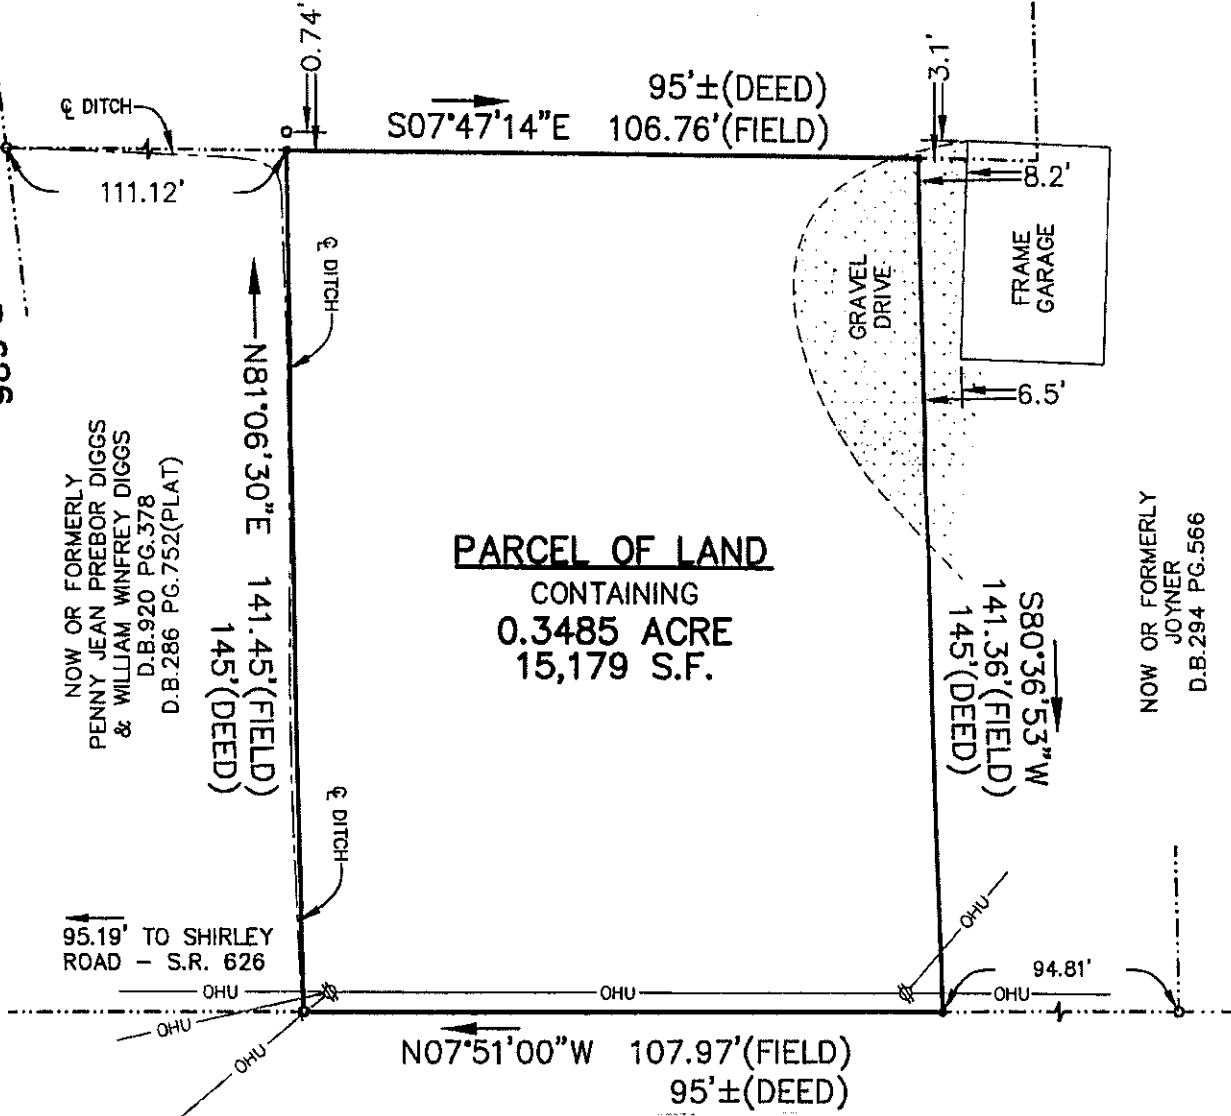 0.74'
3.1'
℄ DITCH
95'±(DEED)
S07°47'14"E 106.76'(FIELD)
111.12'
8.2'
℄ DITCH
GRAVEL
DRIVE
FRAME
GARAGE
6.5'
N81°06'30"E 141.45'(FIELD)
145'(DEED)
NOW OR FORMERLY
PENNY JEAN PREBOR DIGGS
& WILLIAM WINFREY DIGGS
D.B.920 PG.378
D.B.286 PG.752(PLAT)
PARCEL OF LAND
CONTAINING
0.3485 ACRE
15,179 S.F.
S80°36'53"W
141.36'(FIELD)
145'(DEED)
NOW OR FORMERLY
JOYNER
D.B.294 PG.566
℄ DITCH
95.19' TO SHIRLEY
ROAD - S.R. 626
OHU
94.81'
OHU
OHU
OHU
OHU
OHU
N07°51'00"W 107.97'(FIELD)
95'±(DEED)